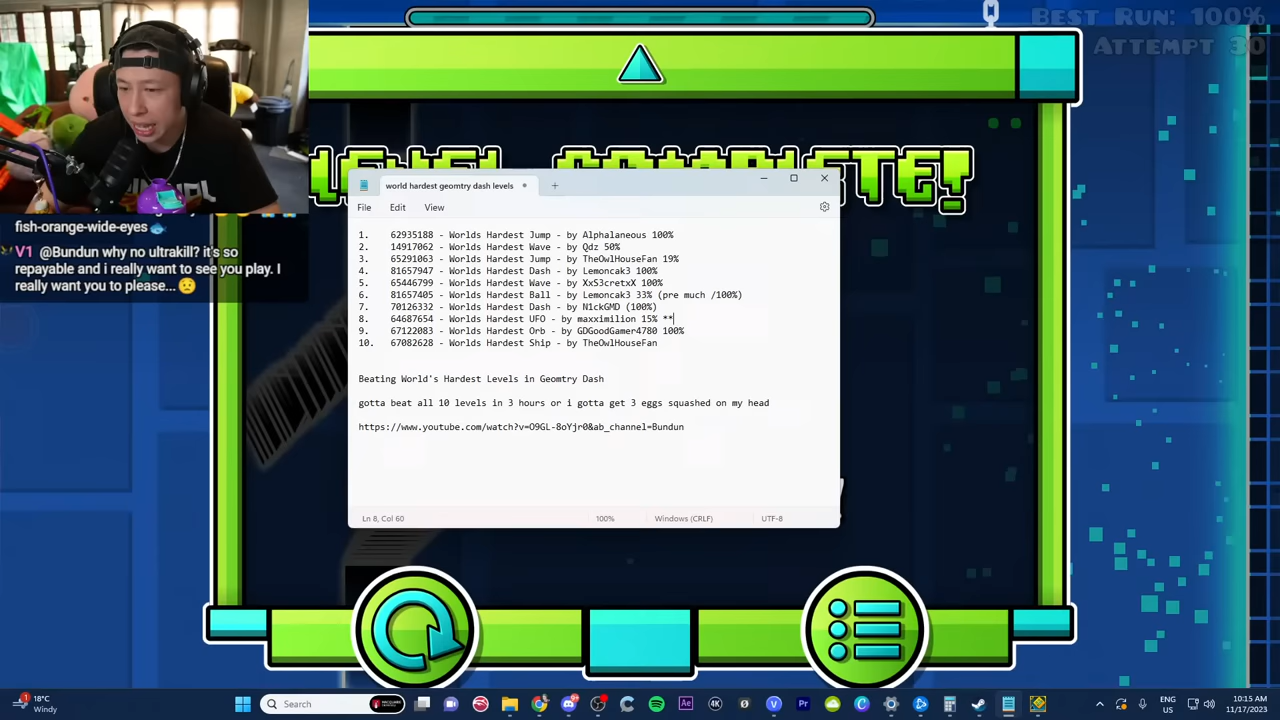 BEST RUN: 100%
ATTEMPT 30
LEVEL COMPLETE!
world hardest geomtry dash levels
File Edit View
1. 62935188 - Worlds Hardest Jump - by Alphalaneous 100%
2. 14917062 - Worlds Hardest Wave - by Qdz 50%
3. 65291063 - Worlds Hardest Jump - by TheOwlHouseFan 19%
4. 81657947 - Worlds Hardest Dash - by Lemoncak3 100%
5. 65446799 - Worlds Hardest Wave - by XxS3cretxX 100%
6. 81657405 - Worlds Hardest Ball - by Lemoncak3 33% (pre much /100%)
7. 70126332 - Worlds Hardest Dash - by N1ckGMD (100%)
8. 64687654 - Worlds Hardest UFO - by maxximilion 15% **
9. 67122083 - Worlds Hardest Orb - by GDGoodGamer4780 100%
10. 67082628 - Worlds Hardest Ship - by TheOwlHouseFan
Beating World's Hardest Levels in Geomtry Dash
gotta beat all 10 levels in 3 hours or i gotta get 3 eggs squashed on my head
https://www.youtube.com/watch?v=O9GL-8oYjr0&ab_channel=Bundun
Ln 8, Col 60 100% Windows (CRLF) UTF-8
fish-orange-wide-eyes
V1 @Bundun why no ultrakill? it's so
repayable and i really want to see you play. I
really want you to please...
1 18°C
Windy
Search
ENG
US
10:15 AM
11/17/2023